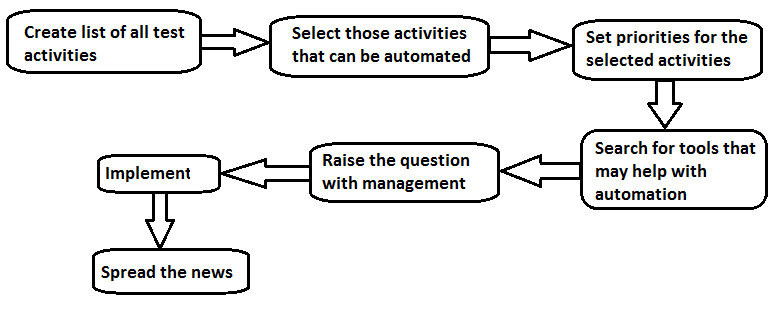 Create list of all test
activities
Select those activities
that can be automated
Set priorities for the
selected activities
Search for tools that
may help with
automation
Raise the question
with management
Implement
Spread the news